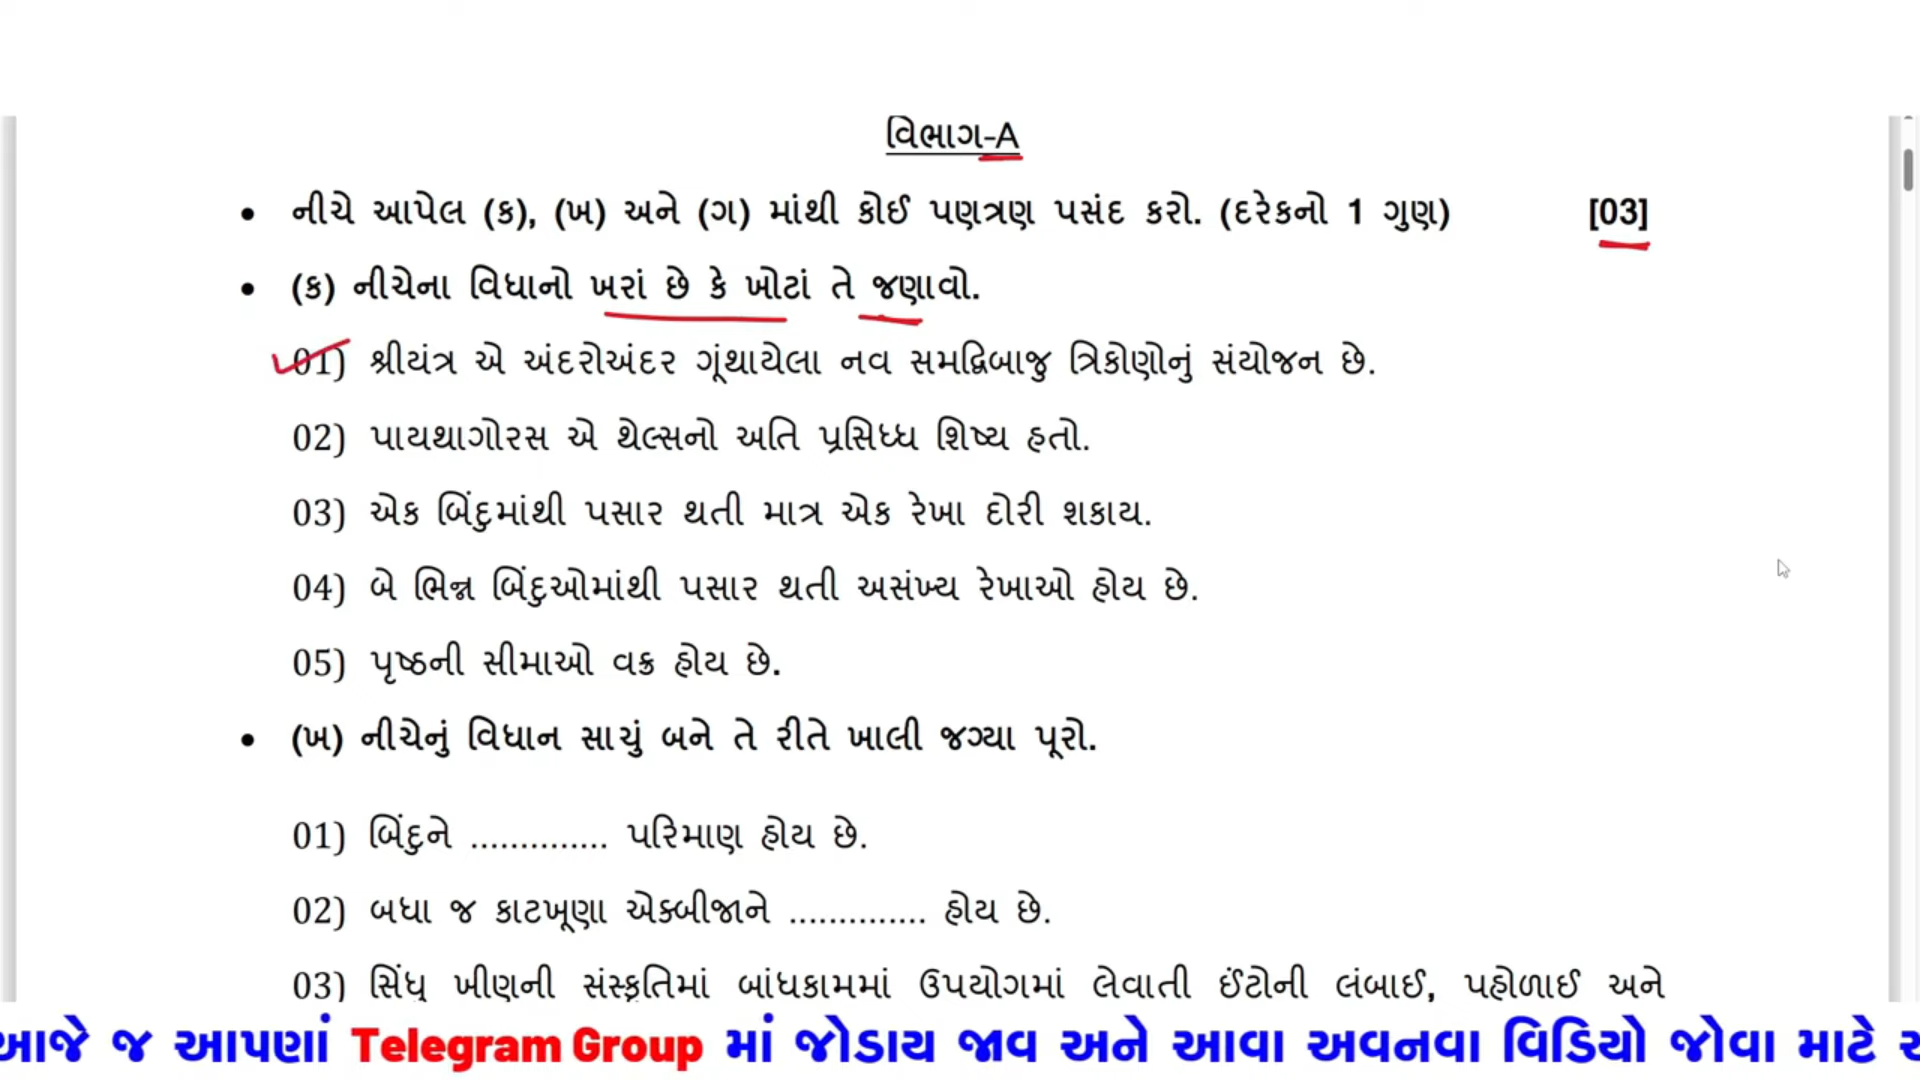 વિભાગ-A
• નીચે આપેલ (ક), (ખ) અને (ગ) માંથી કોઈ પણત્રણ પસંદ કરો. (દરેકનો 1 ગુણ) [03]
• (ક) નીચેના વિધાનો ખરાં છે કે ખોટાં તે જણાવો.
01) શ્રીયંત્ર એ અંદરોઅંદર ગૂંથાયેલા નવ સમદ્વિબાજુ ત્રિકોણોનું સંયોજન છે.
02) પાયથાગોરસ એ થેલ્સનો અતિ પ્રસિધ્ધ શિષ્ય હતો.
03) એક બિંદુમાંથી પસાર થતી માત્ર એક રેખા દોરી શકાય.
04) બે ભિન્ન બિંદુઓમાંથી પસાર થતી અસંખ્ય રેખાઓ હોય છે.
05) પૃષ્ઠની સીમાઓ વક્ર હોય છે.
• (ખ) નીચેનું વિધાન સાચું બને તે રીતે ખાલી જગ્યા પૂરો.
01) બિંદુને .............. પરિમાણ હોય છે.
02) બધા જ કાટખૂણા એકબીજાને .............. હોય છે.
03) સિંધુ ખીણની સંસ્કૃતિમાં બાંધકામમાં ઉપયોગમાં લેવાતી ઈંટોની લંબાઈ, પહોળાઈ અને
આજે જ આપણાં Telegram Group માં જોડાય જાવ અને આવા અવનવા વિડિયો જોવા માટે